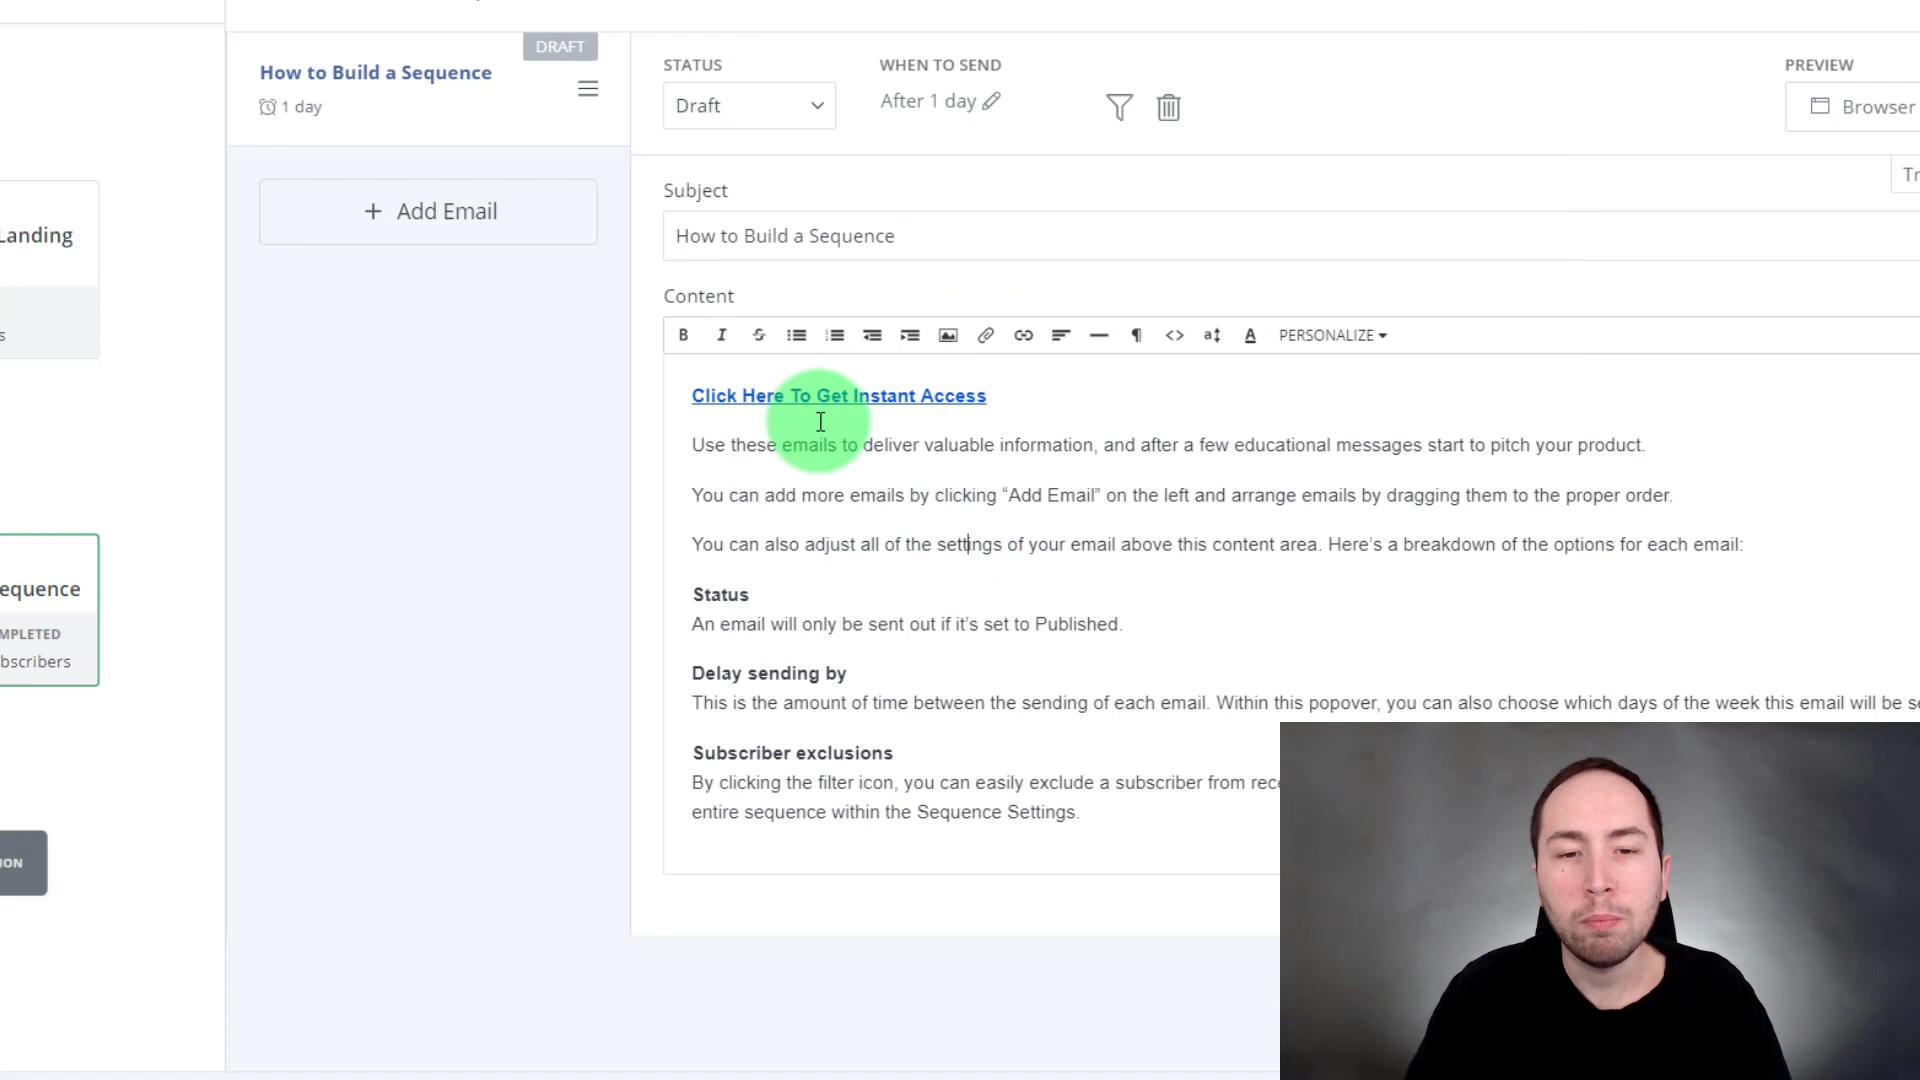 Landing
s
equence
MPLETED
bscribers
ION
DRAFT
How to Build a Sequence
1 day
+ Add Email
STATUS
Draft
WHEN TO SEND
After 1 day
PREVIEW
Browser
Tr
Subject
How to Build a Sequence
Content
B I S PERSONALIZE
Click Here To Get Instant Access
Use these emails to deliver valuable information, and after a few educational messages start to pitch your product.
You can add more emails by clicking “Add Email” on the left and arrange emails by dragging them to the proper order.
You can also adjust all of the settings of your email above this content area. Here’s a breakdown of the options for each email:
Status
An email will only be sent out if it’s set to Published.
Delay sending by
This is the amount of time between the sending of each email. Within this popover, you can also choose which days of the week this email will be se
Subscriber exclusions
By clicking the filter icon, you can easily exclude a subscriber from rece
entire sequence within the Sequence Settings.